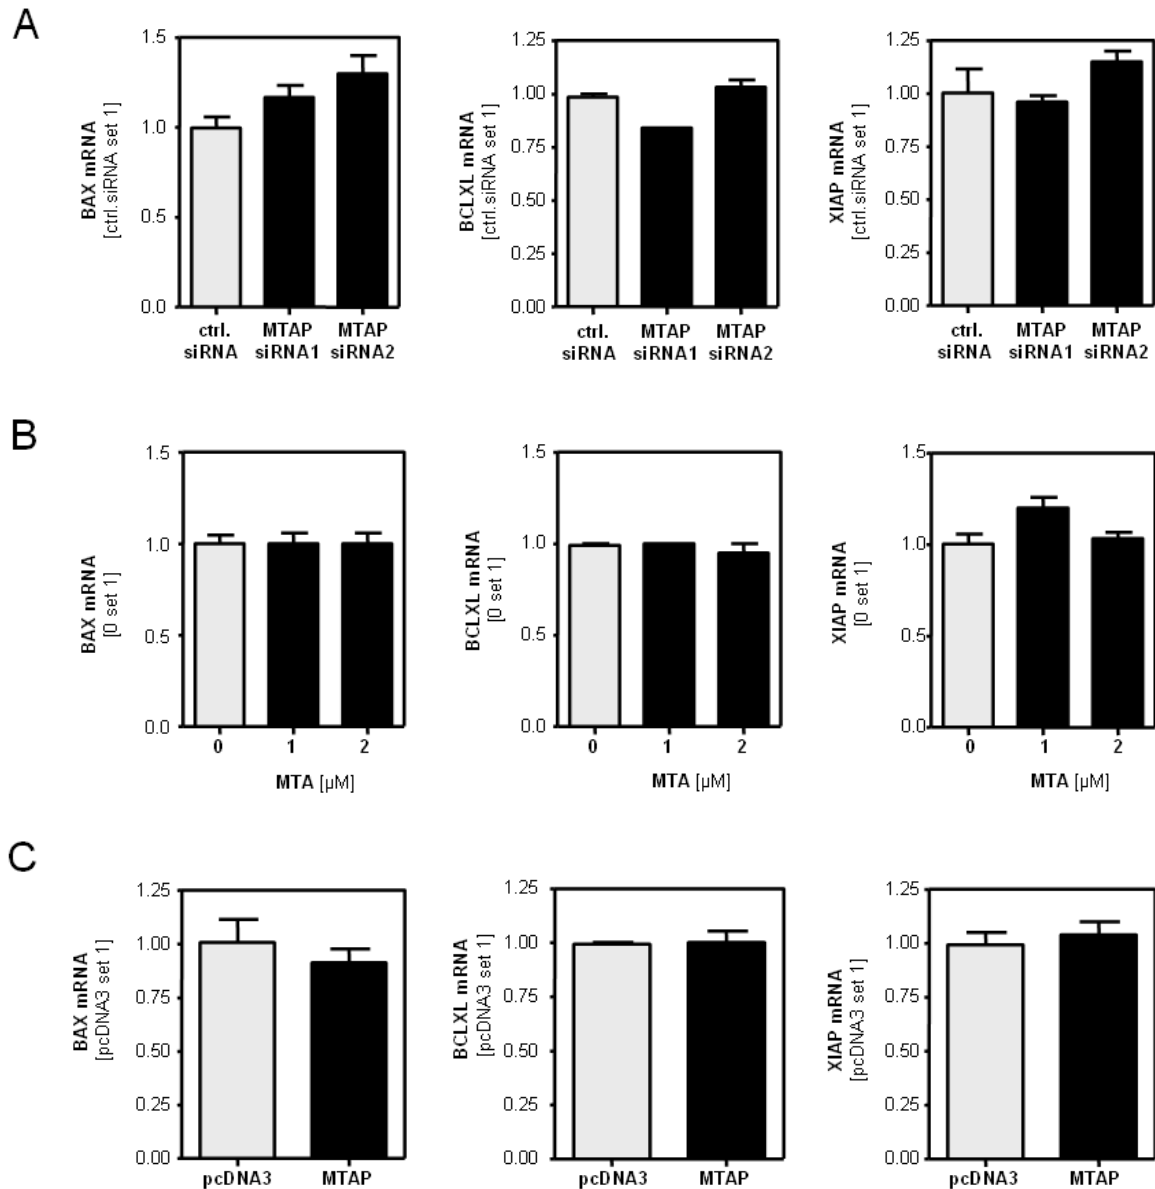 A
BAX mRNA
[ctrl.siRNA set 1]
1.5
1.0
0.5
0.0
ctrl.
siRNA
MTAP
siRNA1
MTAP
siRNA2
BCLXL mRNA
[ctrl.siRNA set 1]
1.25
1.00
0.75
0.50
0.25
0.00
ctrl.
siRNA
MTAP
siRNA1
MTAP
siRNA2
XIAP mRNA
[ctrl.siRNA set 1]
1.25
1.00
0.75
0.50
0.25
0.00
ctrl.
siRNA
MTAP
siRNA1
MTAP
siRNA2
B
BAX mRNA
[0 set 1]
1.5
1.0
0.5
0.0
0 1 2
MTA [µM]
BCLXL mRNA
[0 set 1]
1.5
1.0
0.5
0.0
0 1 2
MTA [µM]
XIAP mRNA
[0 set 1]
1.5
1.0
0.5
0.0
0 1 2
MTA [µM]
C
BAX mRNA
[pcDNA3 set 1]
1.25
1.00
0.75
0.50
0.25
0.00
pcDNA3 MTAP
BCLXL mRNA
[pcDNA3 set 1]
1.25
1.00
0.75
0.50
0.25
0.00
pcDNA3 MTAP
XIAP mRNA
[pcDNA3 set 1]
1.25
1.00
0.75
0.50
0.25
0.00
pcDNA3 MTAP